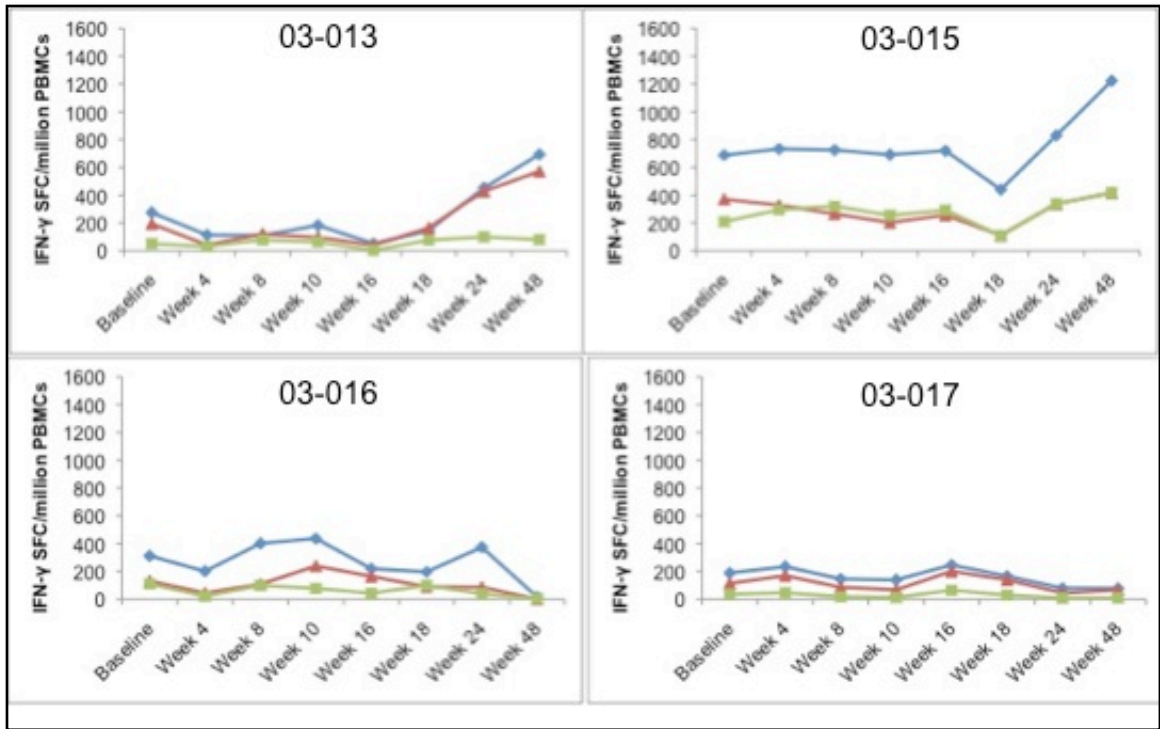 03-013
IFN-γ SFC/million PBMCs
1600
1400
1200
1000
800
600
400
200
0
Baseline
Week 4
Week 8
Week 10
Week 16
Week 18
Week 24
Week 48
03-015
IFN-γ SFC/million PBMCs
1600
1400
1200
1000
800
600
400
200
0
Baseline
Week 4
Week 8
Week 10
Week 16
Week 18
Week 24
Week 48
03-016
IFN-γ SFC/million PBMCs
1600
1400
1200
1000
800
600
400
200
0
Baseline
Week 4
Week 8
Week 10
Week 16
Week 18
Week 24
Week 48
03-017
IFN-γ SFC/million PBMCs
1600
1400
1200
1000
800
600
400
200
0
Baseline
Week 4
Week 8
Week 10
Week 16
Week 18
Week 24
Week 48